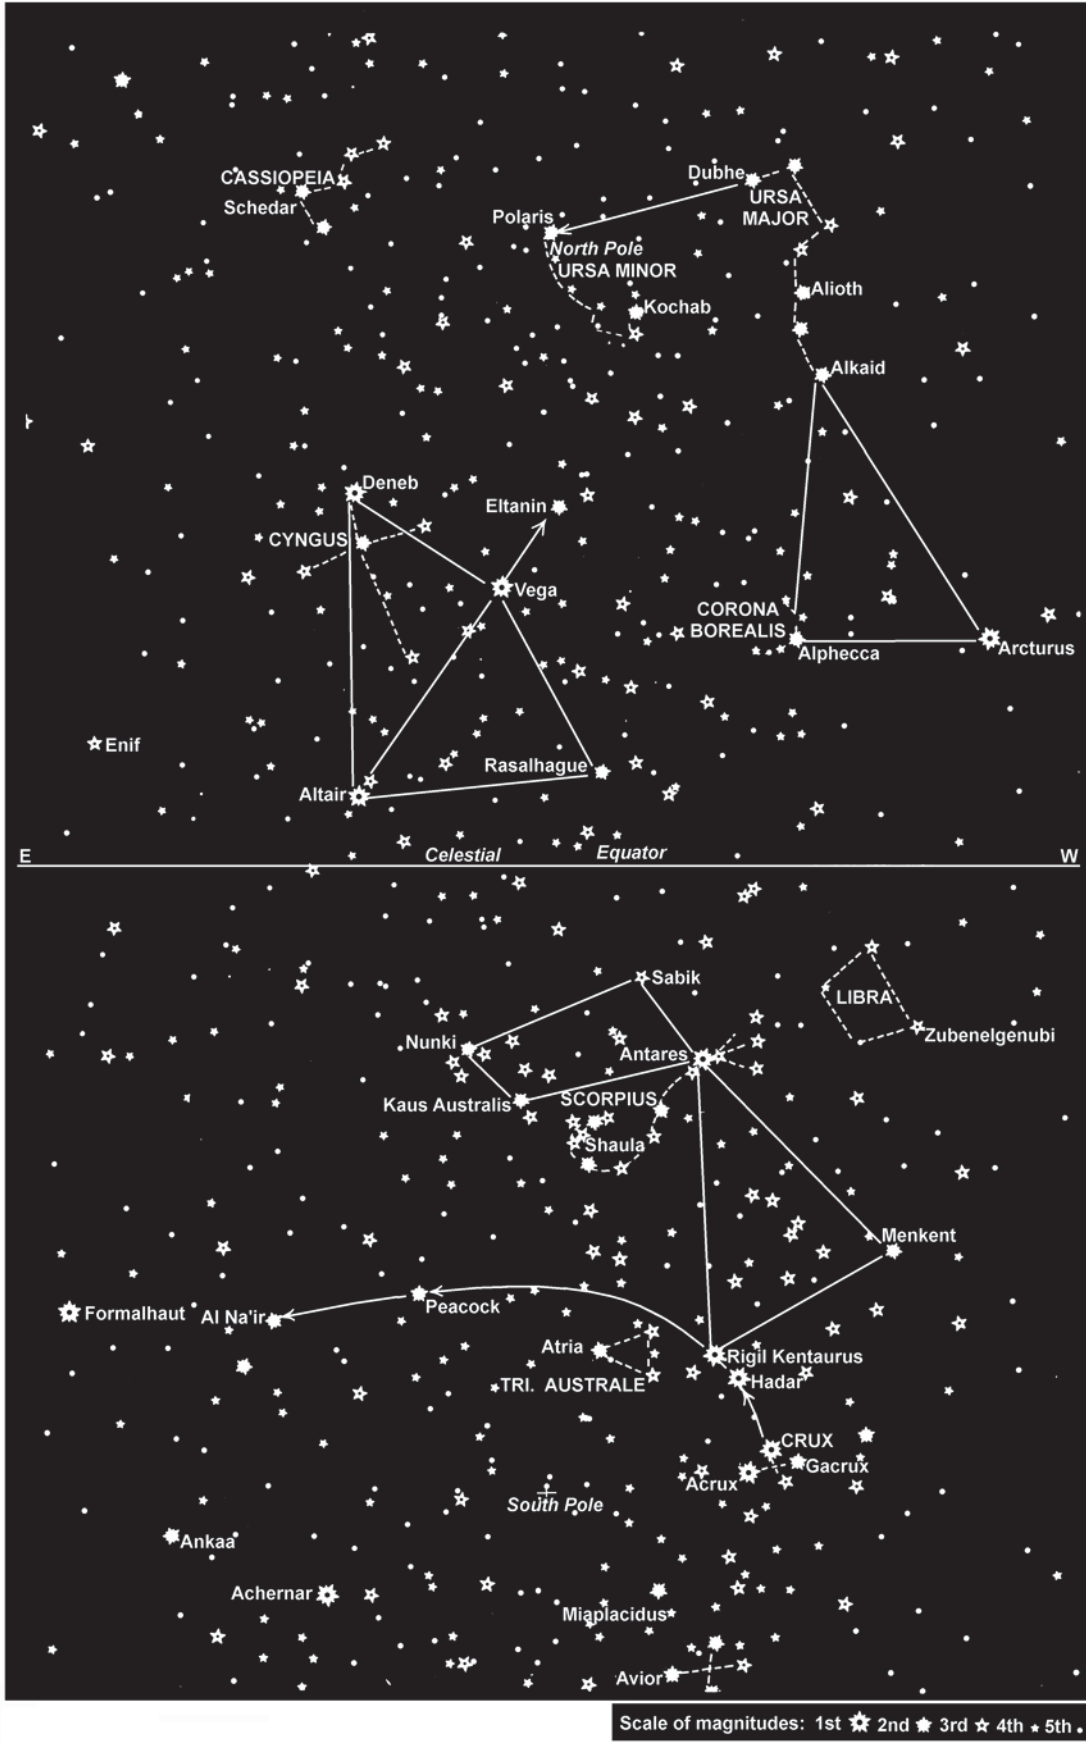 CASSIOPEIA
Schedar
Dubhe
URSA
MAJOR
Polaris
North Pole
URSA MINOR
Kochab
Alioth
Alkaid
Deneb
Eltanin
CYNGUS
Vega
CORONA
BOREALIS
Alphecca
Arcturus
Enif
Rasalhague
Altair
E
Celestial Equator
W
Sabik
LIBRA
Zubenelgenubi
Nunki
Antares
Kaus Australis
SCORPIUS
Shaula
Menkent
Formalhaut
Al Na'ir
Peacock
Atria
TRI. AUSTRALE
Rigil Kentaurus
Hadar
CRUX
Gacrux
Acrux
South Pole
Ankaa
Achernar
Miaplacidus
Avior
Scale of magnitudes: 1st 2nd 3rd 4th 5th